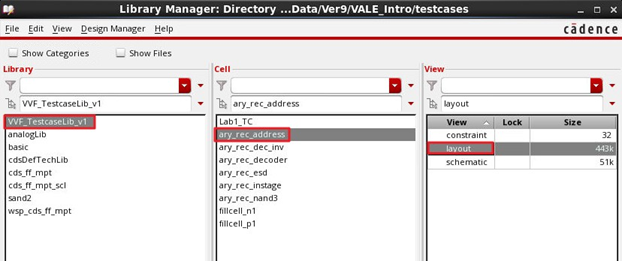 Library Manager: Directory ...Data/Ver9/VALE_Intro/testcases
File Edit View Design Manager Help cādence
Show Categories Show Files
Library Cell View
VVF_TestcaseLib_v1 ary_rec_address layout
VVF_TestcaseLib_v1
analogLib
basic
cdsDefTechLib
cds_ff_mpt
cds_ff_mpt_scl
sand2
wsp_cds_ff_mpt
Lab1_TC
ary_rec_address
ary_rec_dec_inv
ary_rec_decoder
ary_rec_esd
ary_rec_instage
ary_rec_nand3
fillcell_n1
fillcell_p1
View Lock Size
constraint 32
layout 443k
schematic 51k